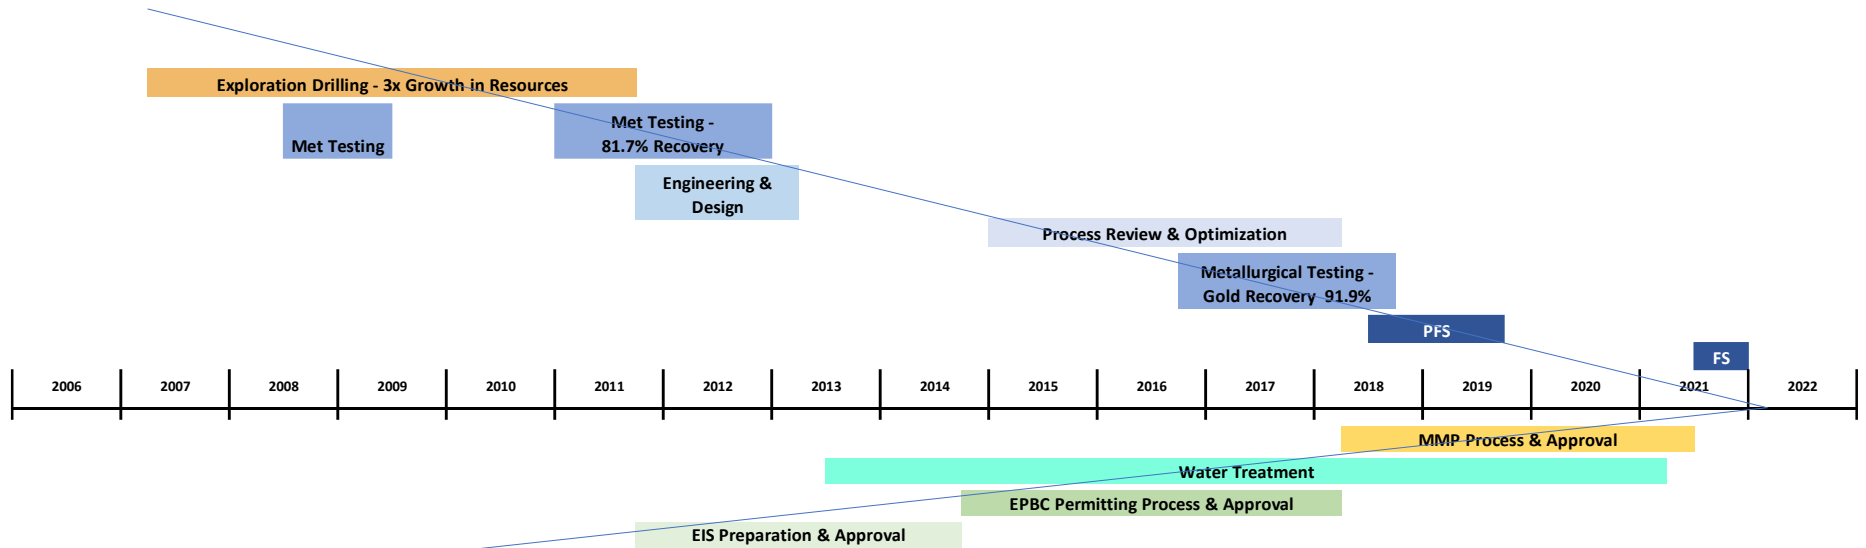 Exploration Drilling - 3x Growth in Resources
Met Testing
Met Testing -
81.7% Recovery
Engineering &
Design
Process Review & Optimization
Metallurgical Testing -
Gold Recovery 91.9%
PFS
FS
2006 2007 2008 2009 2010 2011 2012 2013 2014 2015 2016 2017 2018 2019 2020 2021 2022
MMP Process & Approval
Water Treatment
EPBC Permitting Process & Approval
EIS Preparation & Approval